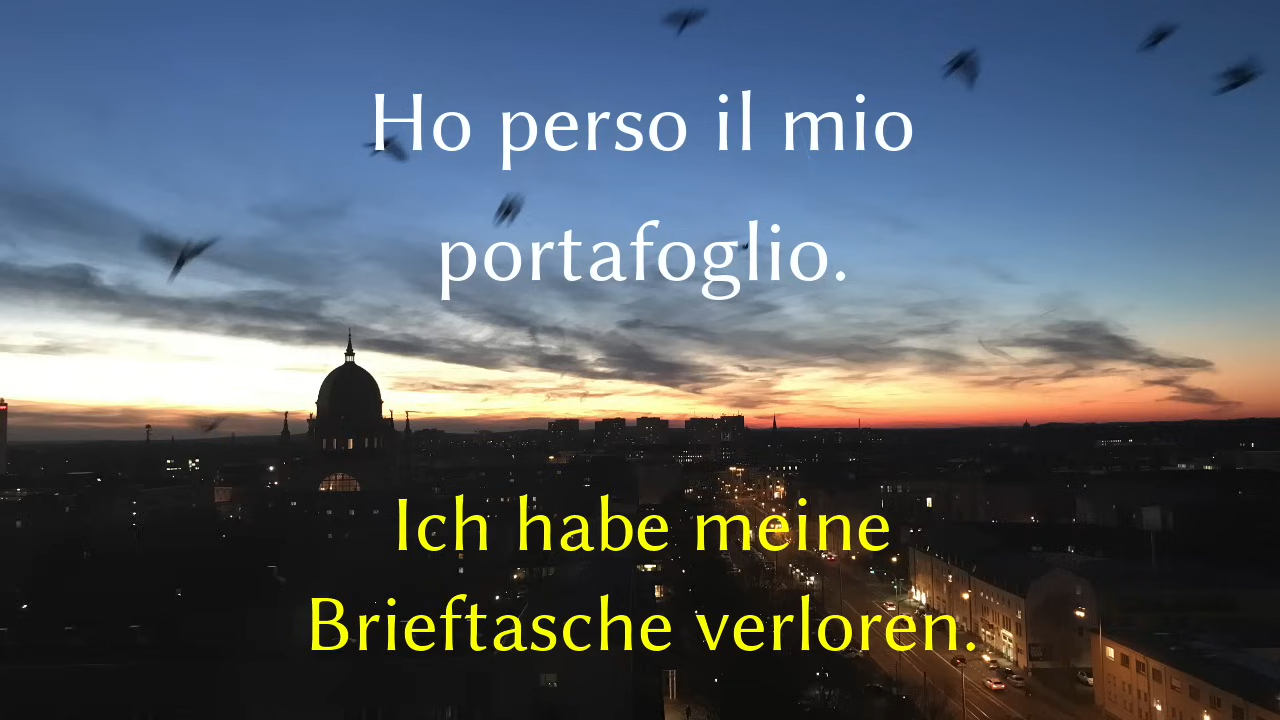 Ho perso il mio
portafoglio.
Ich habe meine
Brieftasche verloren.